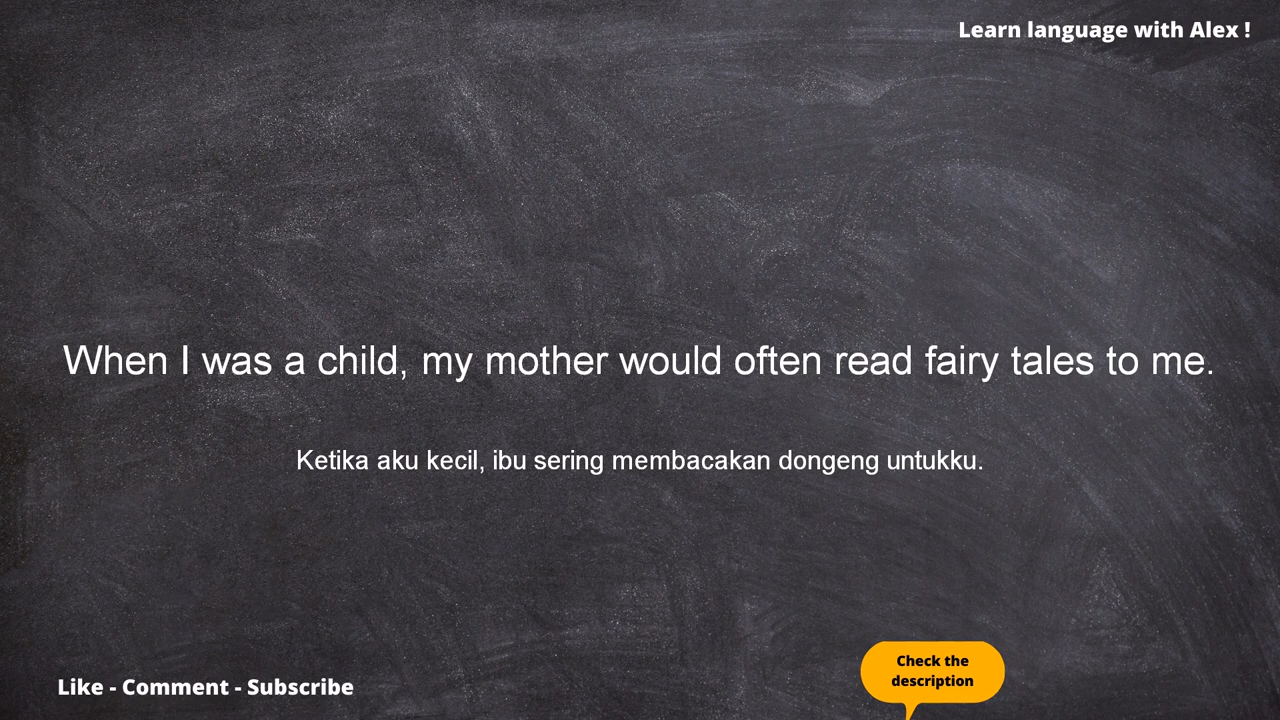 Learn language with Alex !
When I was a child, my mother would often read fairy tales to me.
Ketika aku kecil, ibu sering membacakan dongeng untukku.
Check the
description
Like - Comment - Subscribe